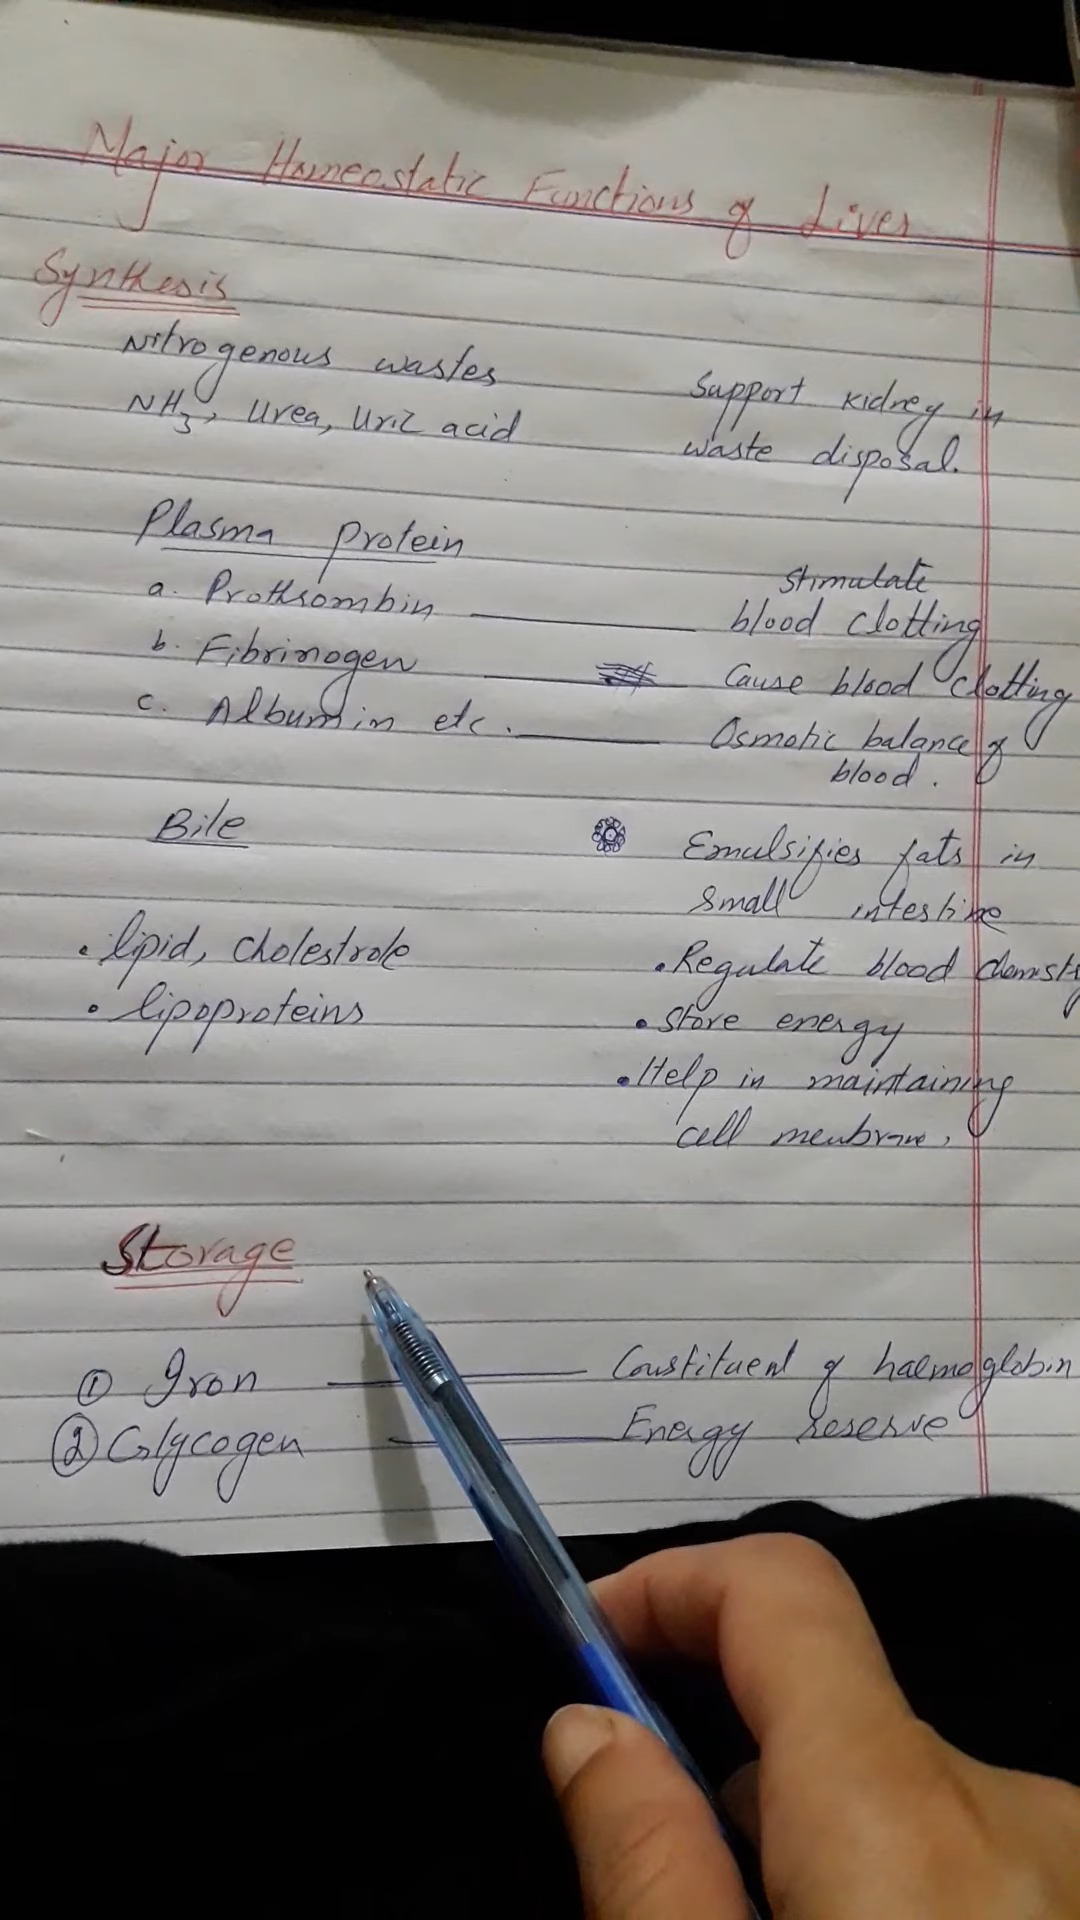 Major Homeostatic Functions of Liver
Synthesis
Nitrogenous wastes
NH3, Urea, Uric acid
Support kidney in
waste disposal.
Plasma protein
a. Prothrombin
Stimulate
blood clotting
b. Fibrinogen
Cause blood clotting
c. Albumin etc.
Osmotic balance of
blood.
Bile
Emulsifies fats in
small intestine
• lipid, Cholestrole
• Regulate blood
• lipoproteins
• Store energy
• Help in maintaining
cell menbrane,
Storage
① Iron
Constituent of haemoglobin
② Glycogen
Energy reserve